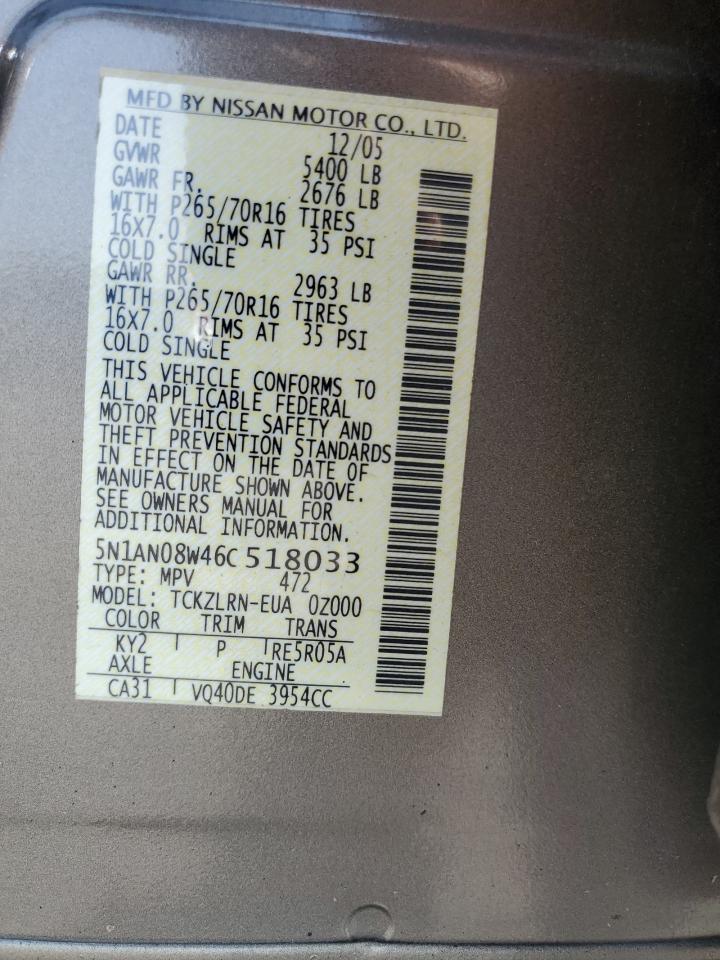 MFD BY NISSAN MOTOR CO., LTD.
DATE 12/05
GVWR 5400 LB
GAWR FR. 2676 LB
WITH P265/70R16 TIRES
16X7.0 RIMS AT 35 PSI
COLD SINGLE
GAWR RR. 2963 LB
WITH P265/70R16 TIRES
16X7.0 RIMS AT 35 PSI
COLD SINGLE
THIS VEHICLE CONFORMS TO
ALL APPLICABLE FEDERAL
MOTOR VEHICLE SAFETY AND
THEFT PREVENTION STANDARDS
IN EFFECT ON THE DATE OF
MANUFACTURE SHOWN ABOVE.
SEE OWNERS MANUAL FOR
ADDITIONAL INFORMATION.
5N1AN08W46C518033
TYPE: MPV 472
MODEL: TCKZLRN-EUA 0Z000
COLOR TRIM TRANS
KY2 P RE5R05A
AXLE ENGINE
CA31 VQ40DE 3954CC